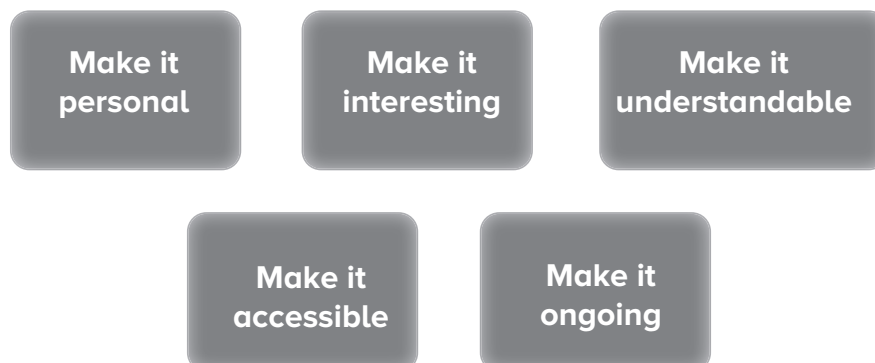 Make it
personal
Make it
interesting
Make it
understandable
Make it
accessible
Make it
ongoing